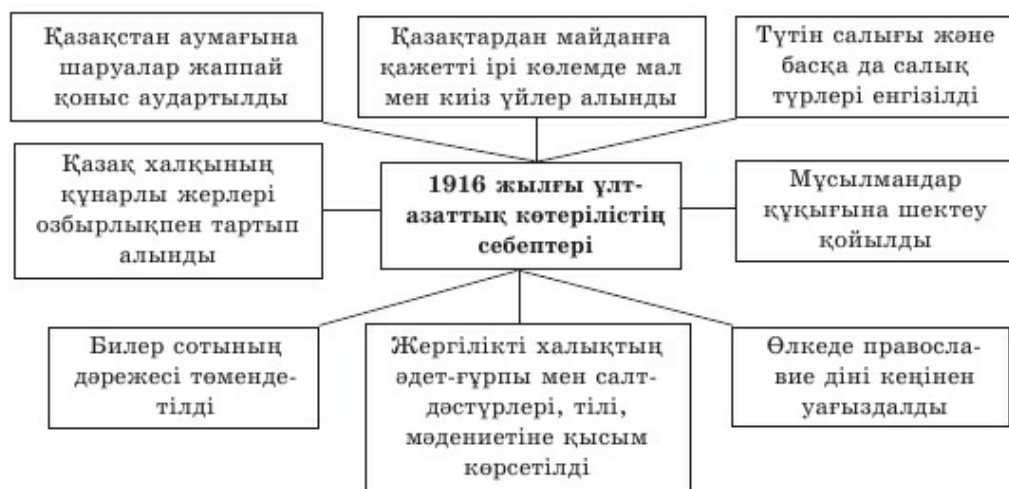 Қазақстан аумағына
шаруалар жаппай
қоныс аудартылды
Қазақтардан майданға
қажетті ірі көлемде мал
мен киіз үйлер алынды
Түтін салығы және
басқа да салық
түрлері енгізілді
Қазақ халқының
құнарлы жерлері
озбырлықпен тартып
алынды
1916 жылғы ұлт-
азаттық көтерілістің
себептері
Мұсылмандар
құқығына шектеу
қойылды
Билер сотының
дәрежесі төменде-
тілді
Жергілікті халықтың
әдет-ғұрпы мен салт-
дәстүрлері, тілі,
мәдениетіне қысым
көрсетілді
Өлкеде правосла-
вие діні кеңінен
уағыздалды